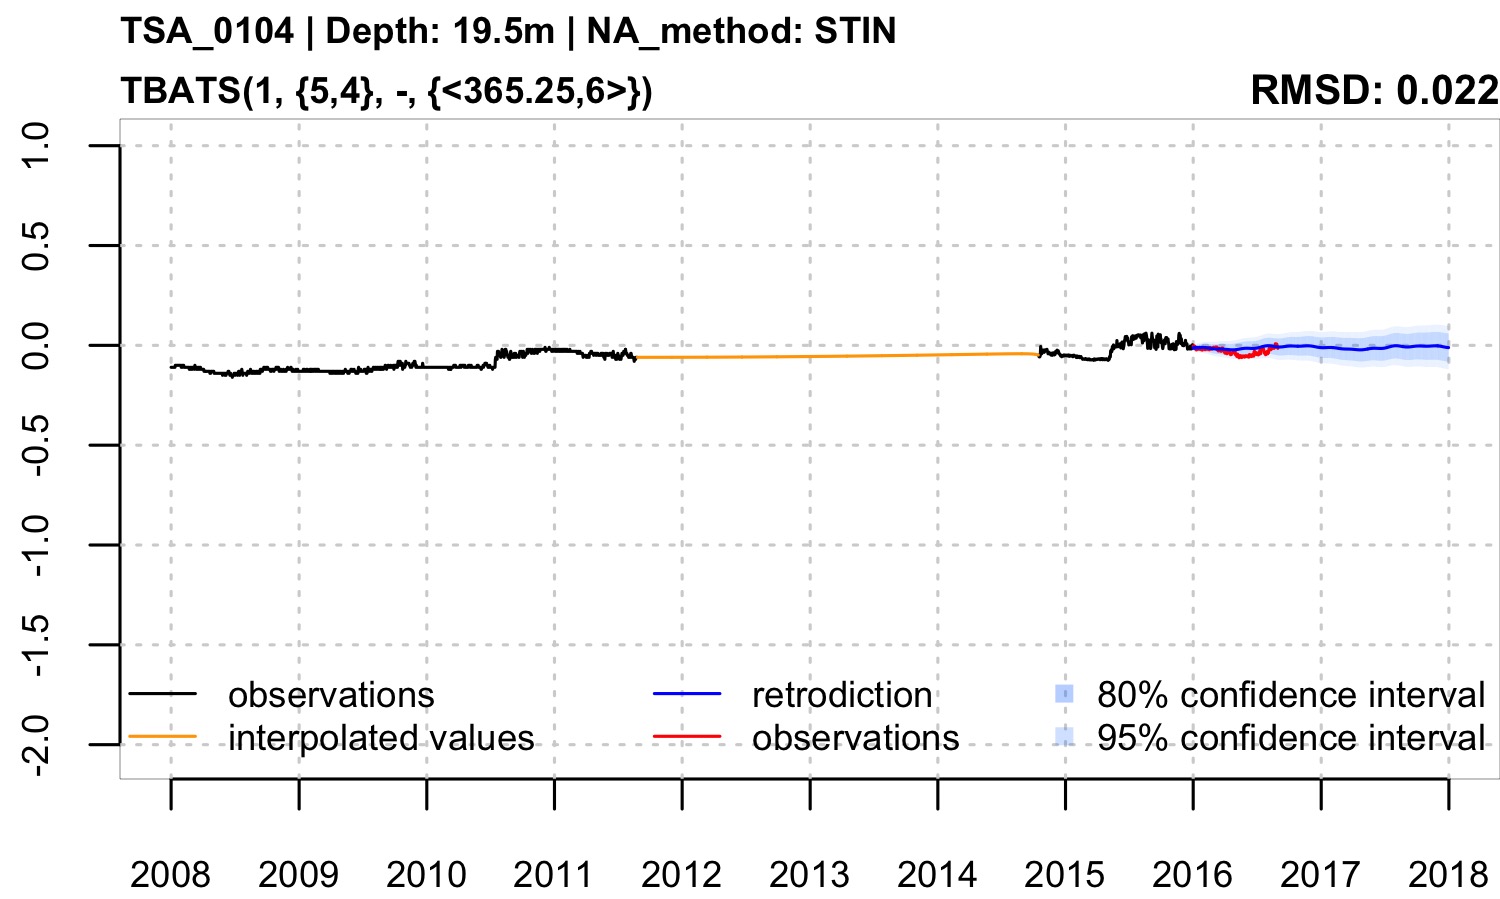 TSA_0104 | Depth: 19.5m | NA_method: STIN
TBATS(1, {5,4}, -, {<365.25,6>})
RMSD: 0.022
1.0
0.5
0.0
-0.5
-1.0
-1.5
-2.0
observations
interpolated values
retrodiction
observations
80% confidence interval
95% confidence interval
2008 2009 2010 2011 2012 2013 2014 2015 2016 2017 2018